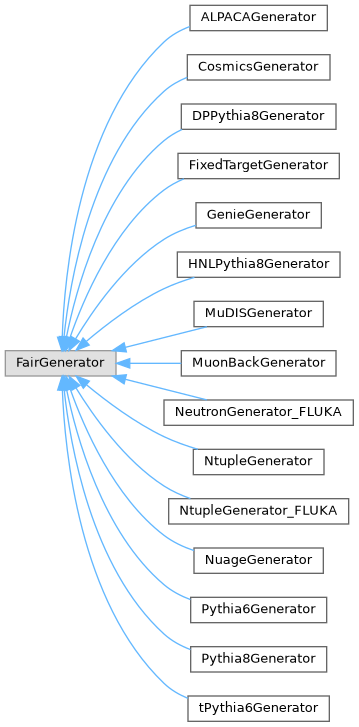 ALPACAGenerator
CosmicsGenerator
DPPythia8Generator
FixedTargetGenerator
GenieGenerator
HNLPythia8Generator
MuDISGenerator
FairGenerator
MuonBackGenerator
NeutronGenerator_FLUKA
NtupleGenerator
NtupleGenerator_FLUKA
NuageGenerator
Pythia6Generator
Pythia8Generator
tPythia6Generator